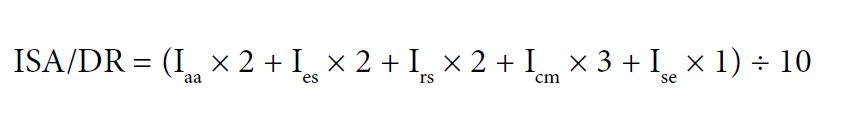 ISA/DR = (I_aa × 2 + I_es × 2 + I_rs × 2 + I_cm × 3 + I_se × 1) ÷ 10